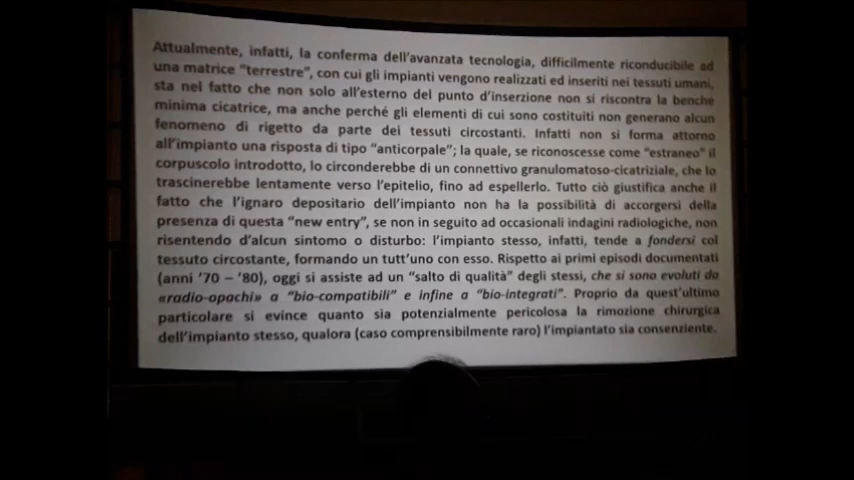 Attualmente, infatti, la conferma dell'avanzata tecnologia, difficilmente riconducibile ad
una matrice "terrestre", con cui gli impianti vengono realizzati ed inseriti nei tessuti umani,
sta nel fatto che non solo all'esterno del punto d'inserzione non si riscontra la benché
minima cicatrice, ma anche perché gli elementi di cui sono costituiti non generano alcun
fenomeno di rigetto da parte dei tessuti circostanti. Infatti non si forma attorno
all'impianto una risposta di tipo "anticorpale"; la quale, se riconoscesse come "estraneo" il
corpuscolo introdotto, lo circonderebbe di un connettivo granulomatoso-cicatriziale, che lo
trascinerebbe lentamente verso l'epitelio, fino ad espellerlo. Tutto ciò giustifica anche il
fatto che l'ignaro depositario dell'impianto non ha la possibilità di accorgersi della
presenza di questa "new entry", se non in seguito ad occasionali indagini radiologiche, non
risentendo d'alcun sintomo o disturbo: l'impianto stesso, infatti, tende a fondersi col
tessuto circostante, formando un tutt'uno con esso. Rispetto ai primi episodi documentati
(anni '70 – '80), oggi si assiste ad un "salto di qualità" degli stessi, che si sono evoluti da
«radio-opachi» a "bio-compatibili" e infine a "bio-integrati". Proprio da quest'ultimo
particolare si evince quanto sia potenzialmente pericolosa la rimozione chirurgica
dell'impianto stesso, qualora (caso comprensibilmente raro) l'impiantato sia consenziente.